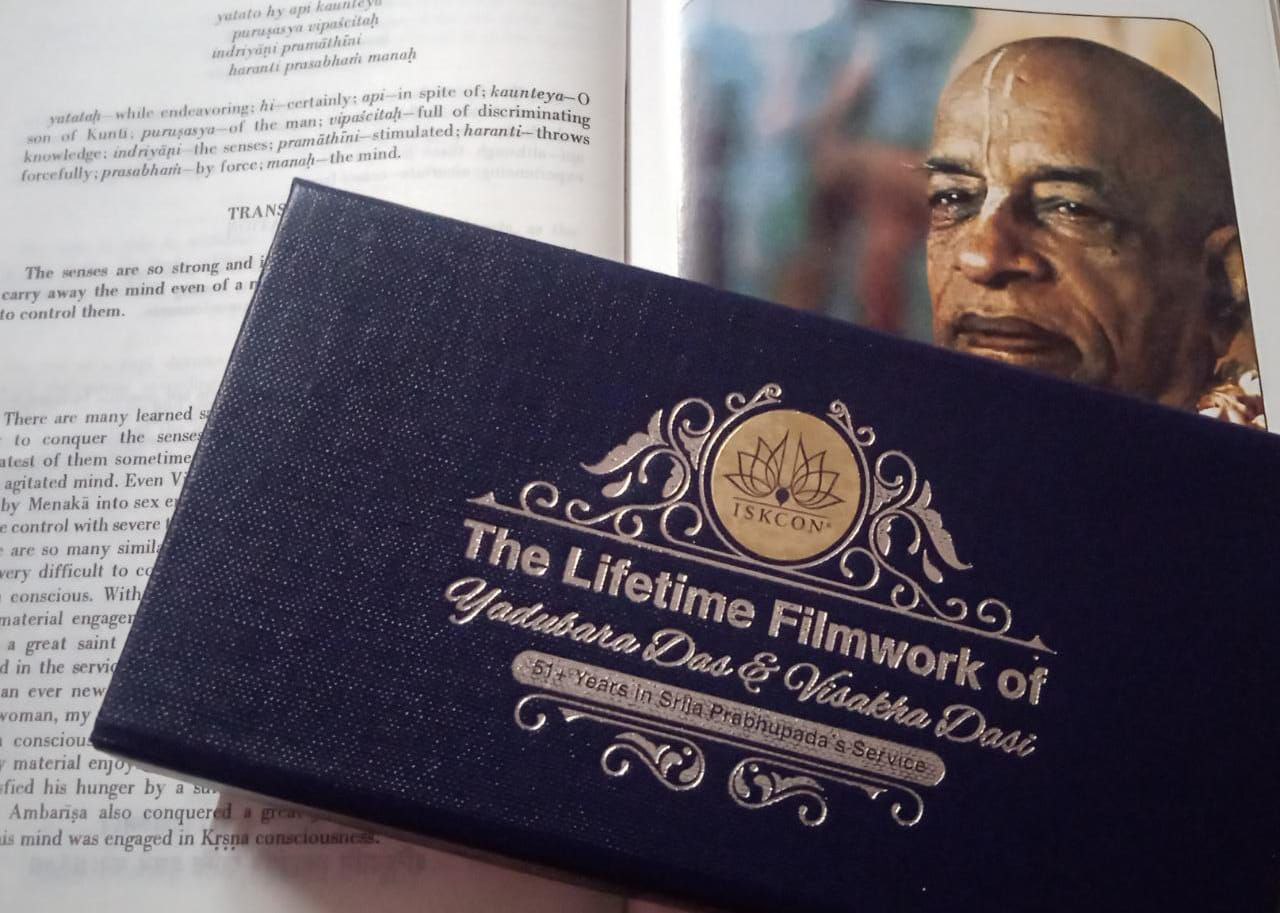 yatato hy api kaunteya
puruṣasya vipaścitaḥ
indriyāṇi pramāthīni
haranti prasabhaṁ manaḥ
yatataḥ—while endeavoring; hi—certainly; api—in spite of; kaunteya—O
son of Kuntī; puruṣasya—of the man; vipaścitaḥ—full of discriminating
knowledge; indriyāṇi—the senses; pramāthīni—stimulated; haranti—throws
forcefully; prasabhaṁ—by force; manaḥ—the mind.
TRANS
The senses are so strong and
carry away the mind even of a
to control them.
There are many learned
to conquer the senses
atest of them sometime
agitated mind. Even
by Menakā into sex
control with severe
are so many simil
very difficult to
conscious. With
material engage
a great saint
in the servi
an ever new
woman, my
conscious
material enjoy
sfied his hunger by a
Ambarīṣa also conquered a grea
is mind was engaged in Kṛṣṇa consciousness.
ISKCON®
The Lifetime Filmwork of
Yadubara Das & Visakha Dasi
51+ Years in Srila Prabhupada's Service